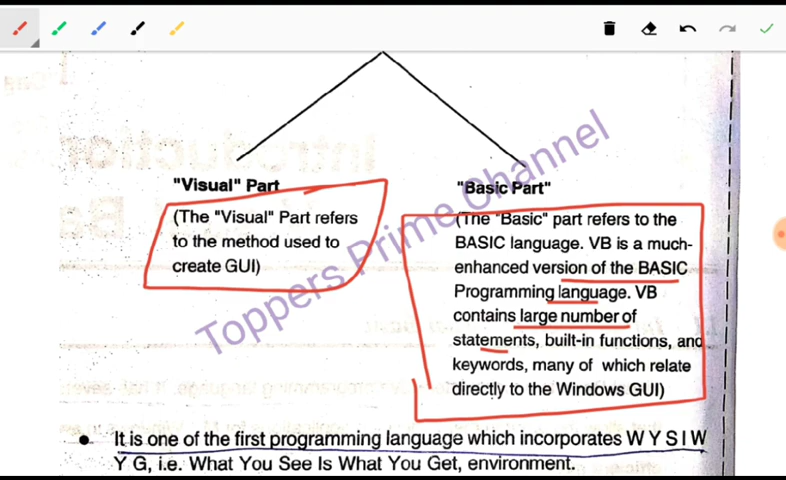 "Visual" Part
(The "Visual" Part refers
to the method used to
create GUI)
"Basic Part"
(The "Basic" part refers to the
BASIC language. VB is a much-
enhanced version of the BASIC
Programming language. VB
contains large number of
statements, built-in functions, and
keywords, many of which relate
directly to the Windows GUI)
Toppers Prime Channel
● It is one of the first programming language which incorporates W Y S I W
Y G, i.e. What You See Is What You Get, environment.